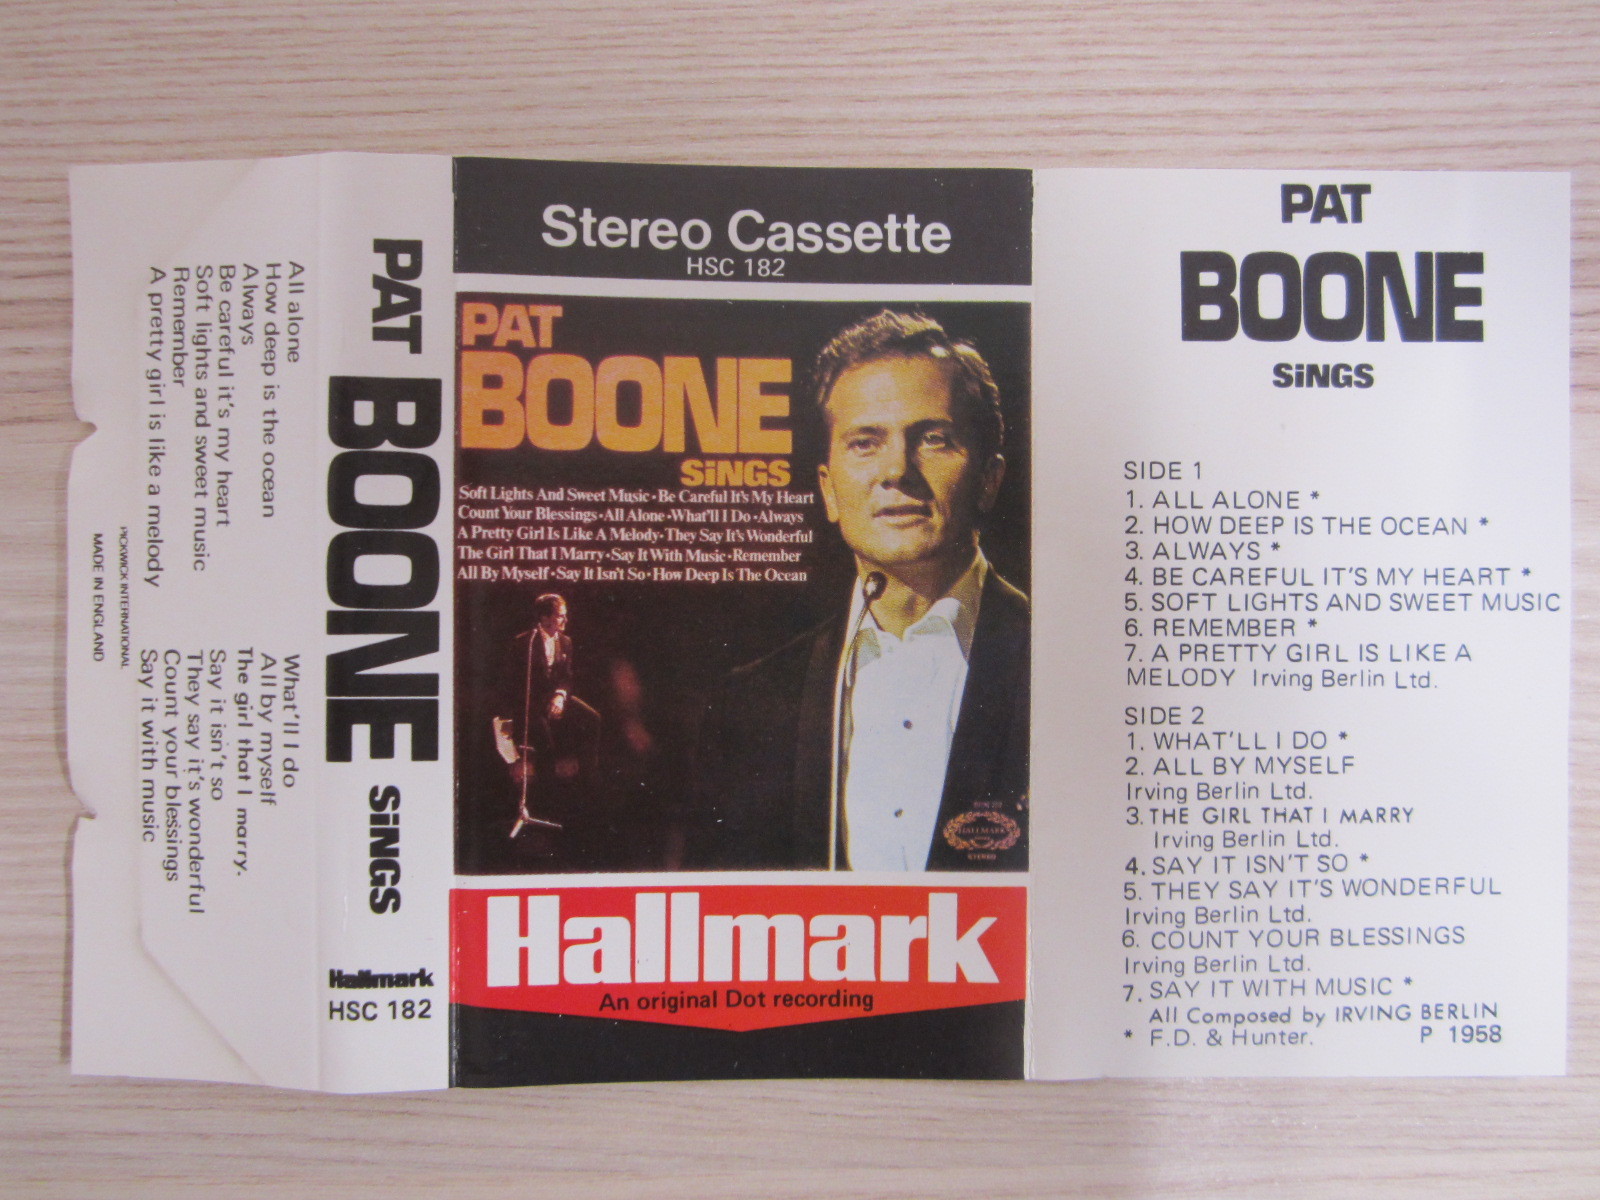 All alone
How deep is the ocean
Always
Be careful it's my heart
Soft lights and sweet music
Remember
A pretty girl is like a melody
What'll I do
All by myself
The girl that I marry.
Say it isn't so
They say it's wonderful
Count your blessings
Say it with music
PICKWICK INTERNATIONAL
MADE IN ENGLAND
PAT BOONE SiNGS
Hallmark
HSC 182
Stereo Cassette
HSC 182
PAT
BOONE
SiNGS
Soft Lights And Sweet Music • Be Careful It's My Heart
Count Your Blessings • All Alone • What'll I Do • Always
A Pretty Girl Is Like A Melody • They Say It's Wonderful
The Girl That I Marry • Say It With Music • Remember
All By Myself • Say It Isn't So • How Deep Is The Ocean
HALLMARK
STEREO
Hallmark
An original Dot recording
PAT
BOONE
SiNGS
SIDE 1
1. ALL ALONE *
2. HOW DEEP IS THE OCEAN *
3. ALWAYS *
4. BE CAREFUL IT'S MY HEART *
5. SOFT LIGHTS AND SWEET MUSIC
6. REMEMBER *
7. A PRETTY GIRL IS LIKE A
MELODY Irving Berlin Ltd.
SIDE 2
1. WHAT'LL I DO *
2. ALL BY MYSELF
Irving Berlin Ltd.
3. THE GIRL THAT I MARRY
Irving Berlin Ltd.
4. SAY IT ISN'T SO *
5. THEY SAY IT'S WONDERFUL
Irving Berlin Ltd.
6. COUNT YOUR BLESSINGS
Irving Berlin Ltd.
7. SAY IT WITH MUSIC *
All Composed by IRVING BERLIN
* F.D. & Hunter. P 1958